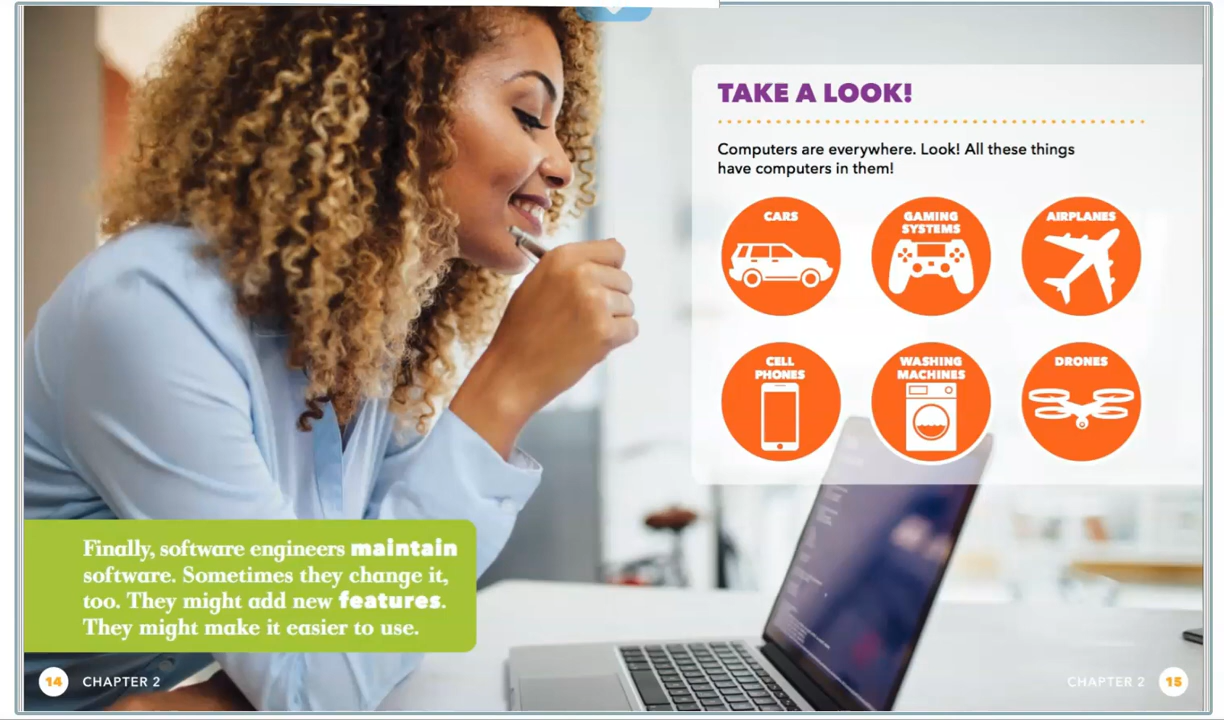 TAKE A LOOK!
Computers are everywhere. Look! All these things
have computers in them!
CARS
GAMING
SYSTEMS
AIRPLANES
CELL
PHONES
WASHING
MACHINES
DRONES
Finally, software engineers maintain
software. Sometimes they change it,
too. They might add new features.
They might make it easier to use.
14 CHAPTER 2
CHAPTER 2 15